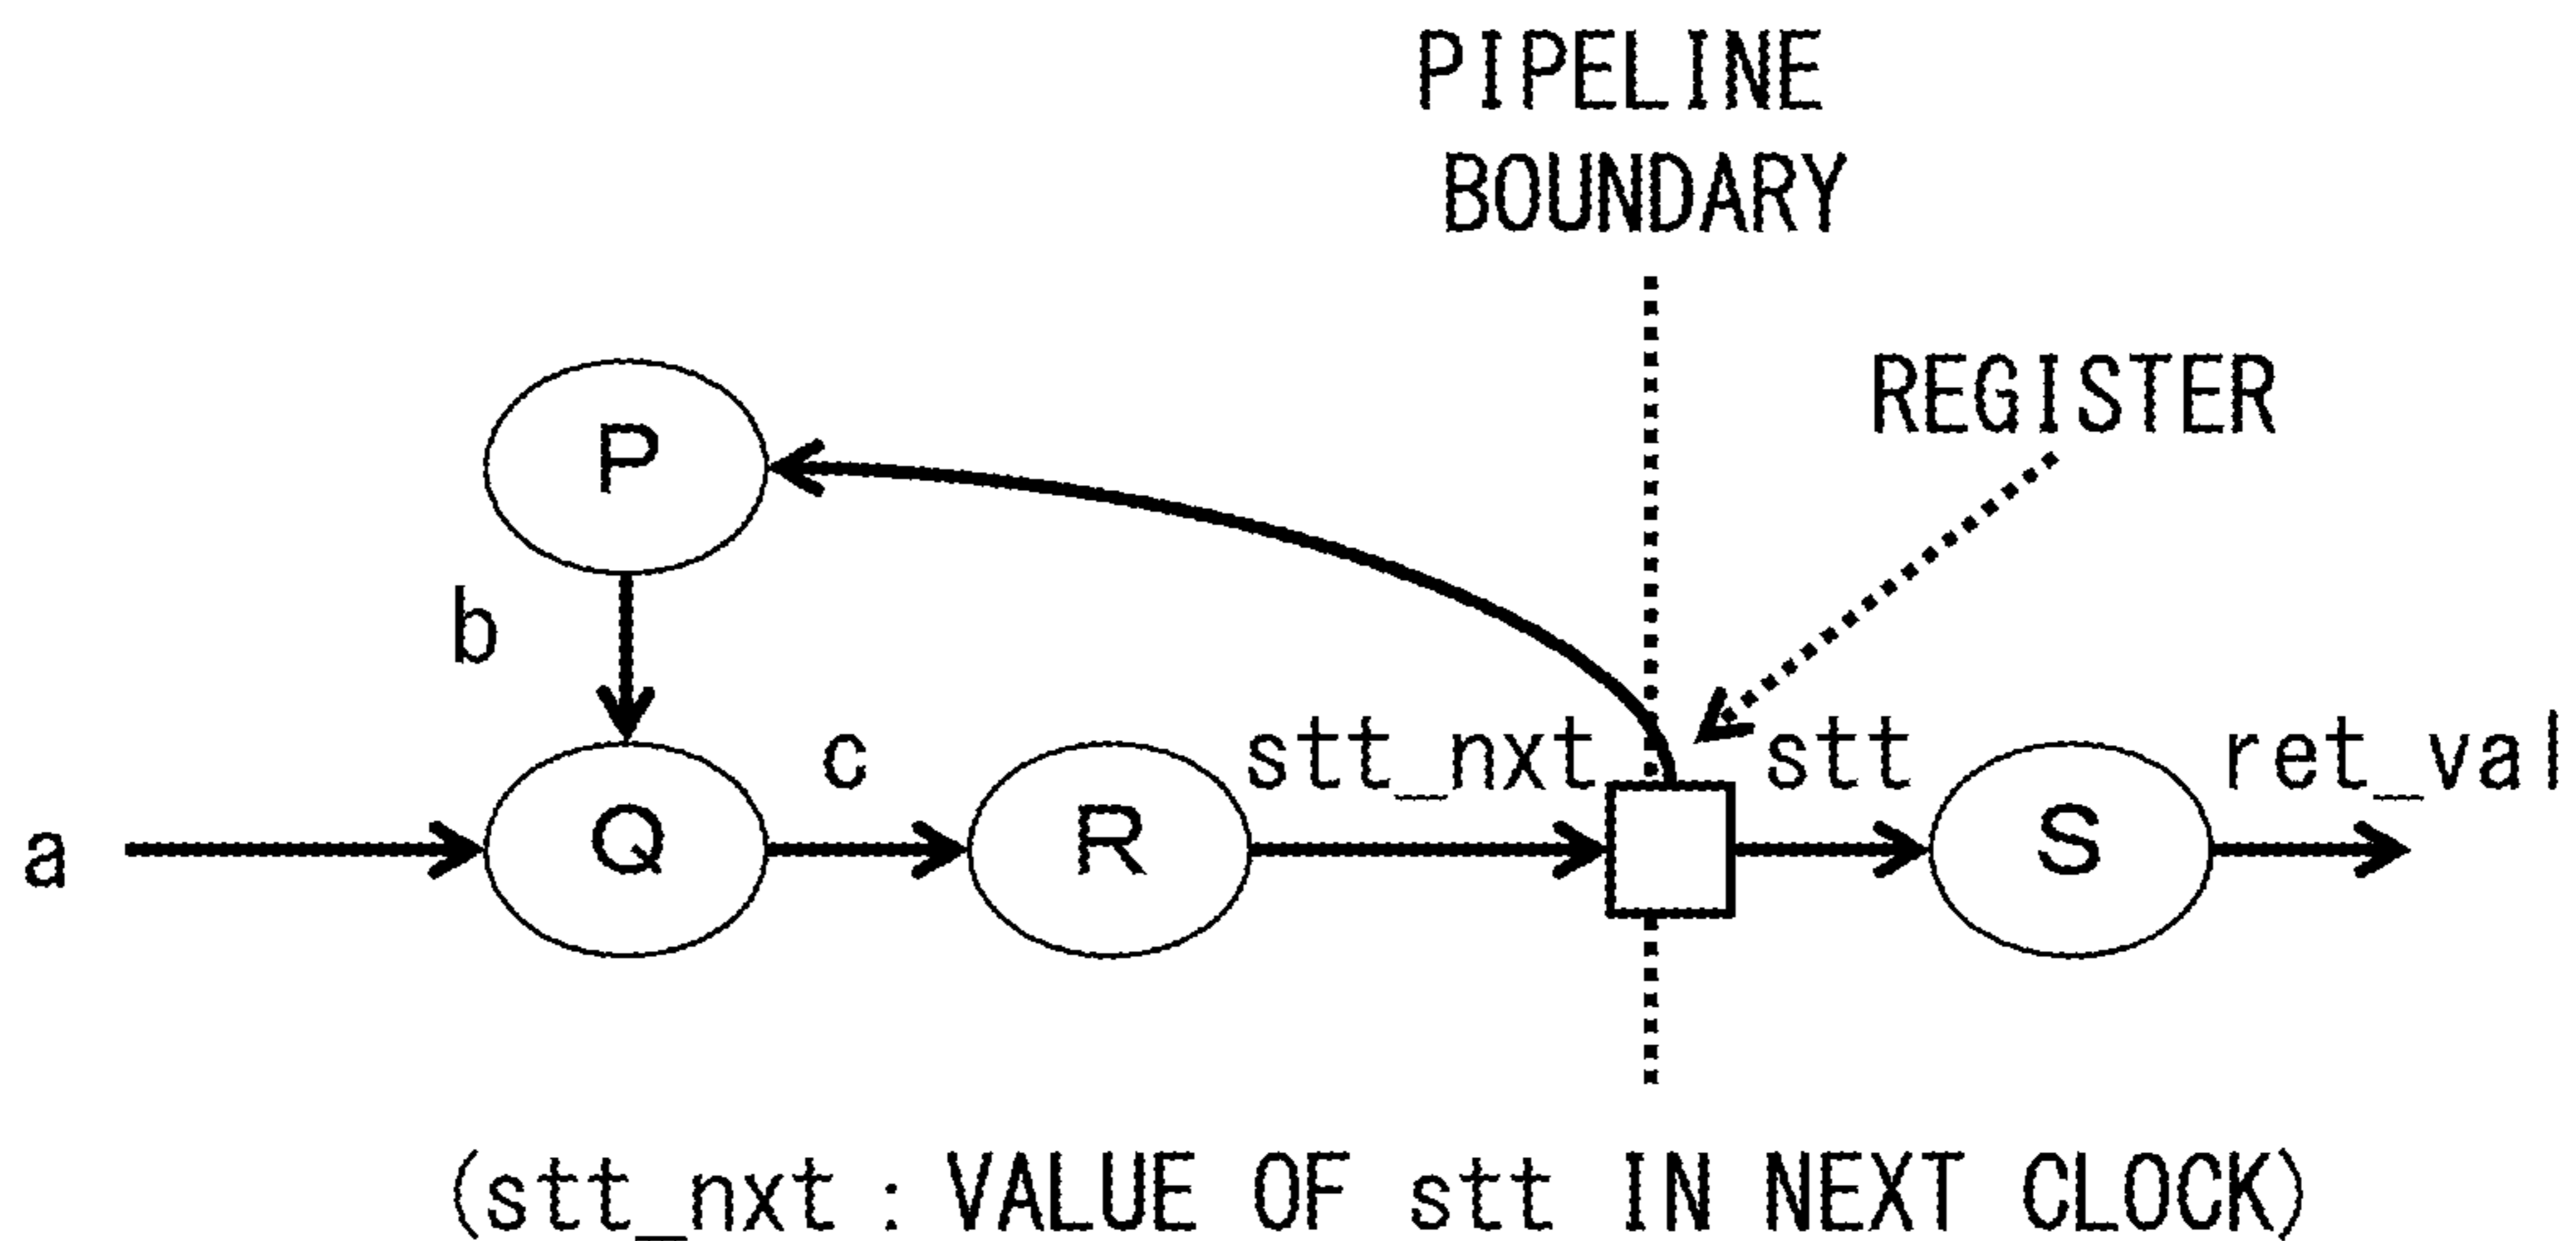 PIPELINE
BOUNDARY
REGISTER
P
b
a
Q
c
R
stt_nxt
stt
S
ret_val
(stt_nxt : VALUE OF stt IN NEXT CLOCK)